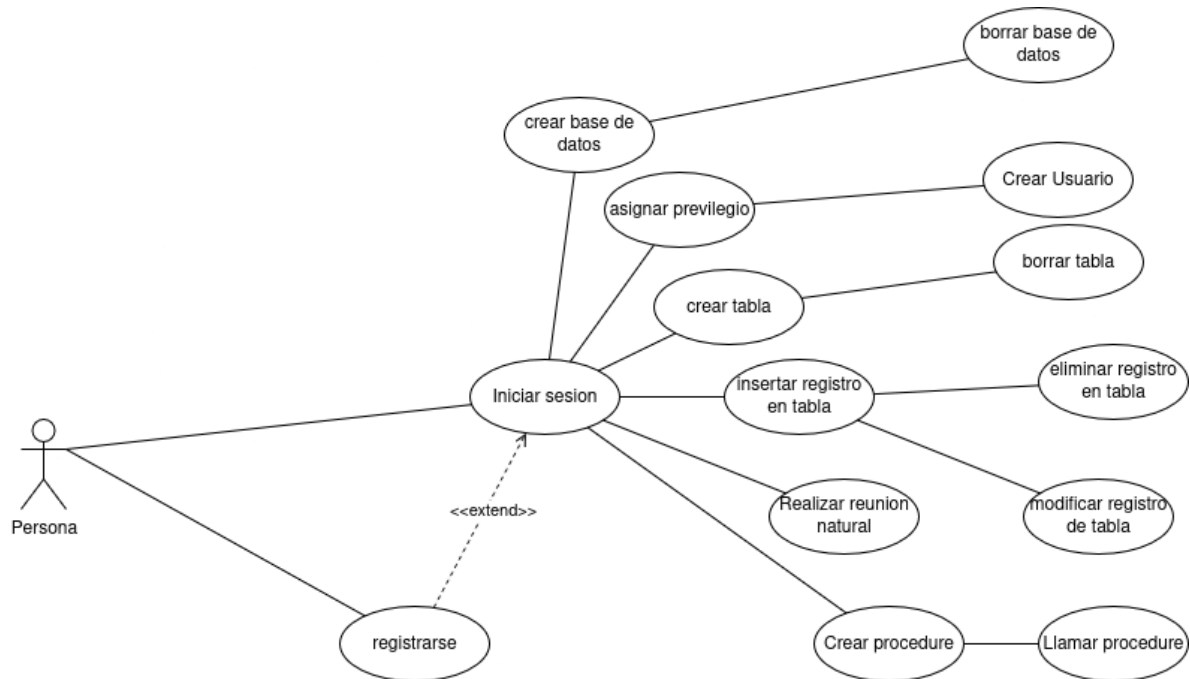 borrar base de
datos
crear base de
datos
Crear Usuario
asignar previlegio
borrar tabla
crear tabla
eliminar registro
en tabla
Iniciar sesion
insertar registro
en tabla
Persona
<<extend>>
Realizar reunion
natural
modificar registro
de tabla
registrarse
Crear procedure
Llamar procedure